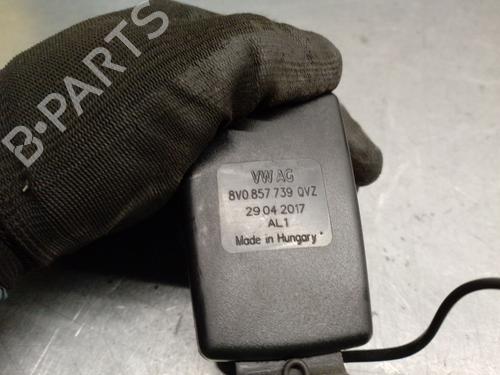 B-PARTS
VW AG
8V0 857 739 QVZ
29 04 2017
AL1
Made in Hungary